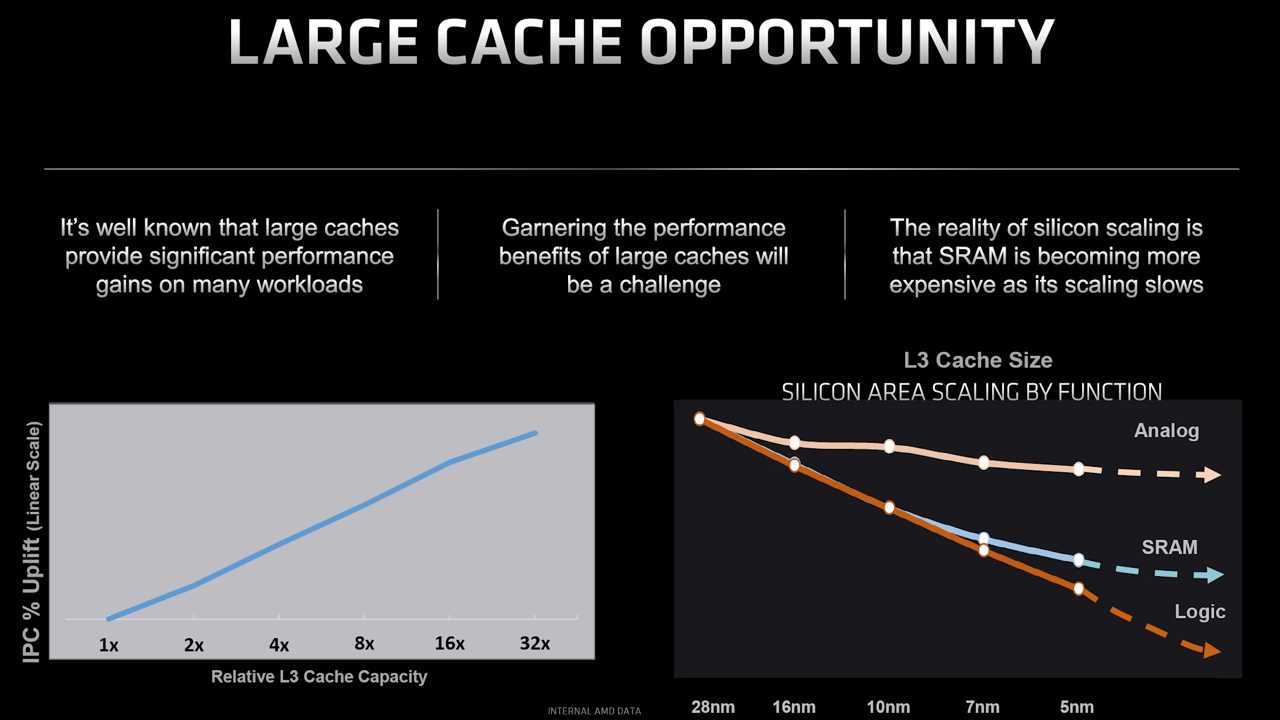 LARGE CACHE OPPORTUNITY
It's well known that large caches
provide significant performance
gains on many workloads
Garnering the performance
benefits of large caches will
be a challenge
The reality of silicon scaling is
that SRAM is becoming more
expensive as its scaling slows
IPC % Uplift (Linear Scale)
1x 2x 4x 8x 16x 32x
Relative L3 Cache Capacity
L3 Cache Size
SILICON AREA SCALING BY FUNCTION
Analog
SRAM
Logic
28nm 16nm 10nm 7nm 5nm
INTERNAL AMD DATA